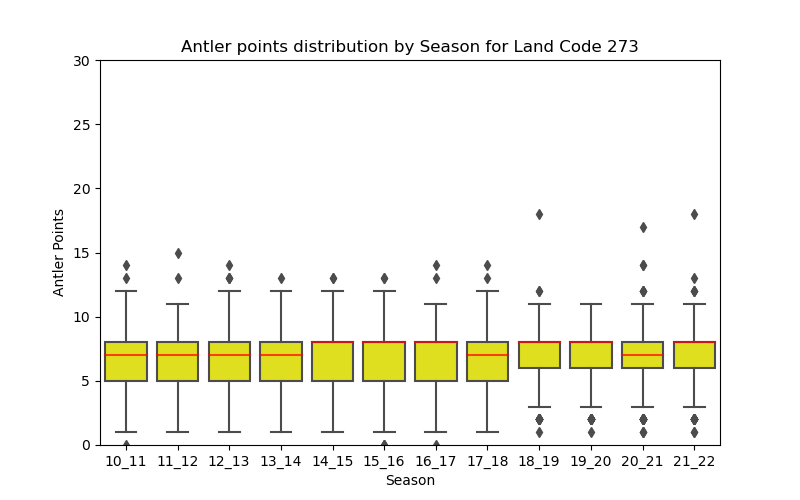 Antler points distribution by Season for Land Code 273
30
25
20
15
10
5
0
Antler Points
10_11 11_12 12_13 13_14 14_15 15_16 16_17 17_18 18_19 19_20 20_21 21_22
Season